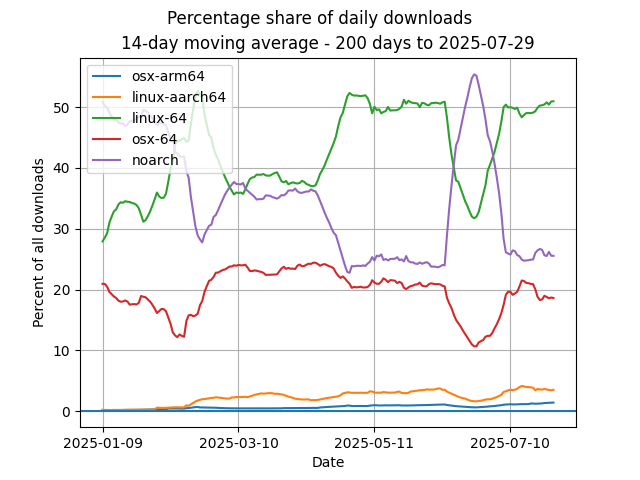 Percentage share of daily downloads
14-day moving average - 200 days to 2025-07-29
osx-arm64
linux-aarch64
linux-64
osx-64
noarch
Percent of all downloads
50
40
30
20
10
0
2025-01-09
2025-03-10
2025-05-11
2025-07-10
Date